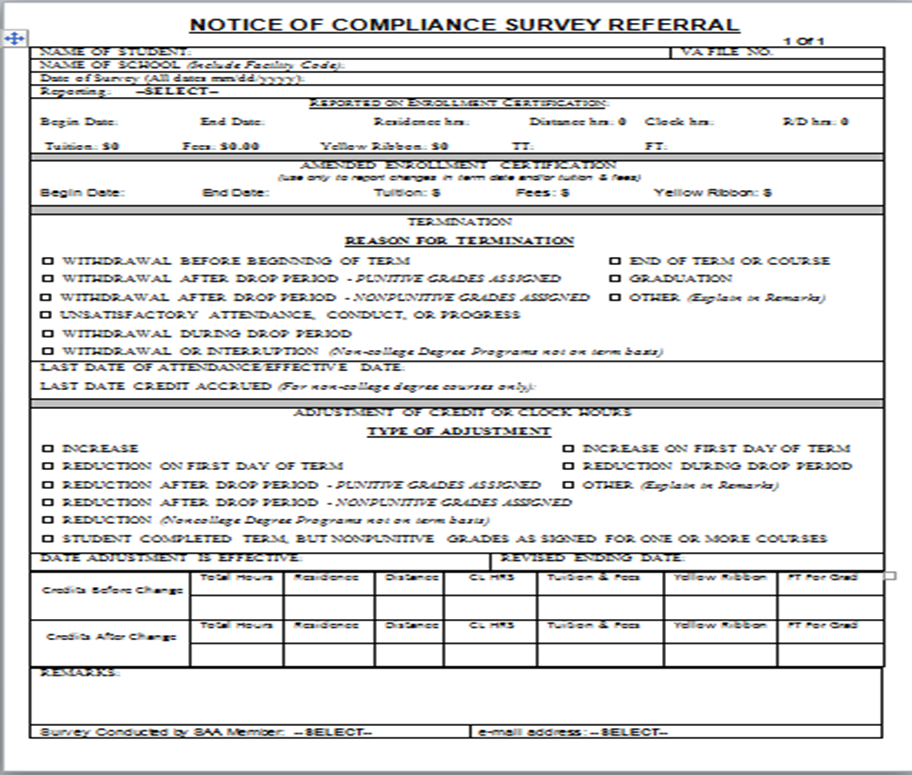 NOTICE OF COMPLIANCE SURVEY REFERRAL
1 Of 1
NAME OF STUDENT: VA FILE NO.
NAME OF SCHOOL (Include Facility Code):
Date of Survey (All dates mm/dd/yyyy):
Reporting: --SELECT--
REPORTED ON ENROLLMENT CERTIFICATION:
Begin Date: End Date: Residence hrs: Distance hrs: 0 Clock hrs: R/D hrs: 0
Tuition: $0 Fees: $0.00 Yellow Ribbon: $0 TT: FT:
AMENDED ENROLLMENT CERTIFICATION
(use only to report changes in term date and/or tuition & fees)
Begin Date: End Date: Tuition: $ Fees: $ Yellow Ribbon: $
TERMINATION
REASON FOR TERMINATION
WITHDRAWAL BEFORE BEGINNING OF TERM END OF TERM OR COURSE
WITHDRAWAL AFTER DROP PERIOD - PUNITIVE GRADES ASSIGNED GRADUATION
WITHDRAWAL AFTER DROP PERIOD - NONPUNITIVE GRADES ASSIGNED OTHER (Explain in Remarks)
UNSATISFACTORY ATTENDANCE, CONDUCT, OR PROGRESS
WITHDRAWAL DURING DROP PERIOD
WITHDRAWAL OR INTERRUPTION (Non-college Degree Programs not on term basis)
LAST DATE OF ATTENDANCE/EFFECTIVE DATE:
LAST DATE CREDIT ACCRUED (For non-college degree courses only):
ADJUSTMENT OF CREDIT OR CLOCK HOURS
TYPE OF ADJUSTMENT
INCREASE INCREASE ON FIRST DAY OF TERM
REDUCTION ON FIRST DAY OF TERM REDUCTION DURING DROP PERIOD
REDUCTION AFTER DROP PERIOD - PUNITIVE GRADES ASSIGNED OTHER (Explain in Remarks)
REDUCTION AFTER DROP PERIOD - NONPUNITIVE GRADES ASSIGNED
REDUCTION (Noncollege Degree Programs not on term basis)
STUDENT COMPLETED TERM, BUT NONPUNITIVE GRADES AS SIGNED FOR ONE OR MORE COURSES
DATE ADJUSTMENT IS EFFECTIVE: REVISED ENDING DATE:
Credits Before Change Total Hours Residence Distance CL HRS Tuition & Fees Yellow Ribbon FT For Grad
Credits After Change Total Hours Residence Distance CL HRS Tuition & Fees Yellow Ribbon FT For Grad
REMARKS:
Survey Conducted by SAA Member: --SELECT-- e-mail address: --SELECT--